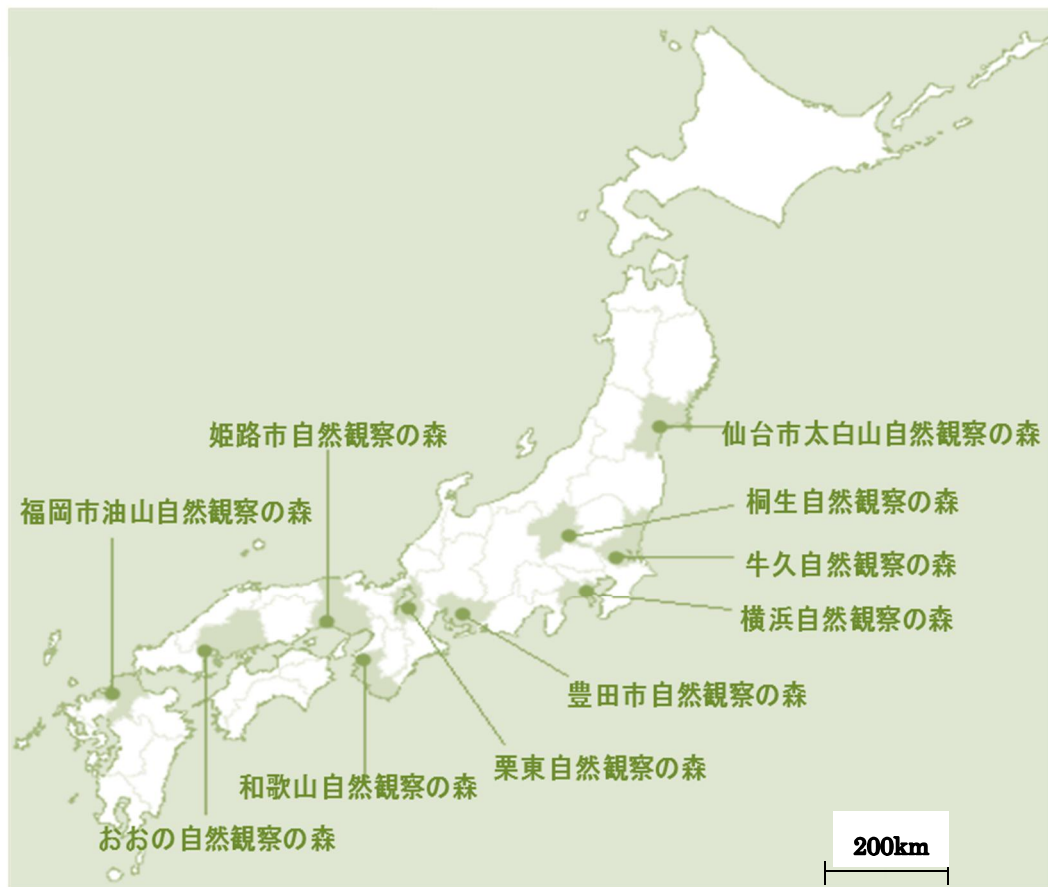 姫路市自然観察の森
仙台市太白山自然観察の森
福岡市油山自然観察の森
桐生自然観察の森
牛久自然観察の森
横浜自然観察の森
豊田市自然観察の森
栗東自然観察の森
和歌山自然観察の森
おおの自然観察の森
200km